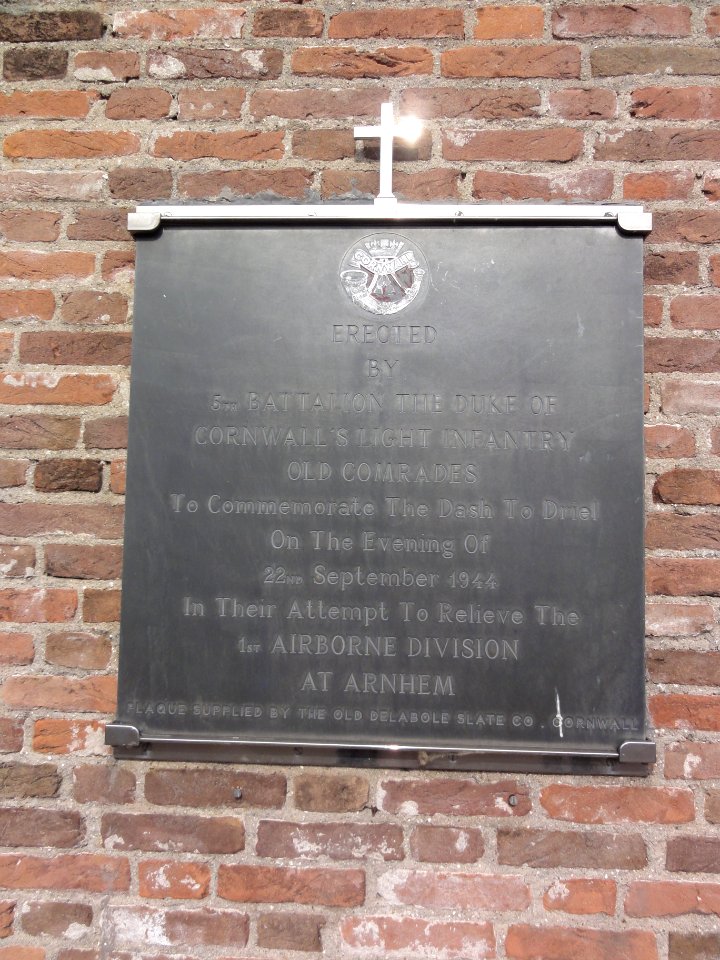 CORNWALL
ERECTED
BY
5TH BATTALION THE DUKE OF
CORNWALL'S LIGHT INFANTRY
OLD COMRADES
To Commemorate The Dash To Driel
On The Evening Of
22ND September 1944
In Their Attempt To Relieve The
1ST AIRBORNE DIVISION
AT ARNHEM
PLAQUE SUPPLIED BY THE OLD DELABOLE SLATE CO. CORNWALL